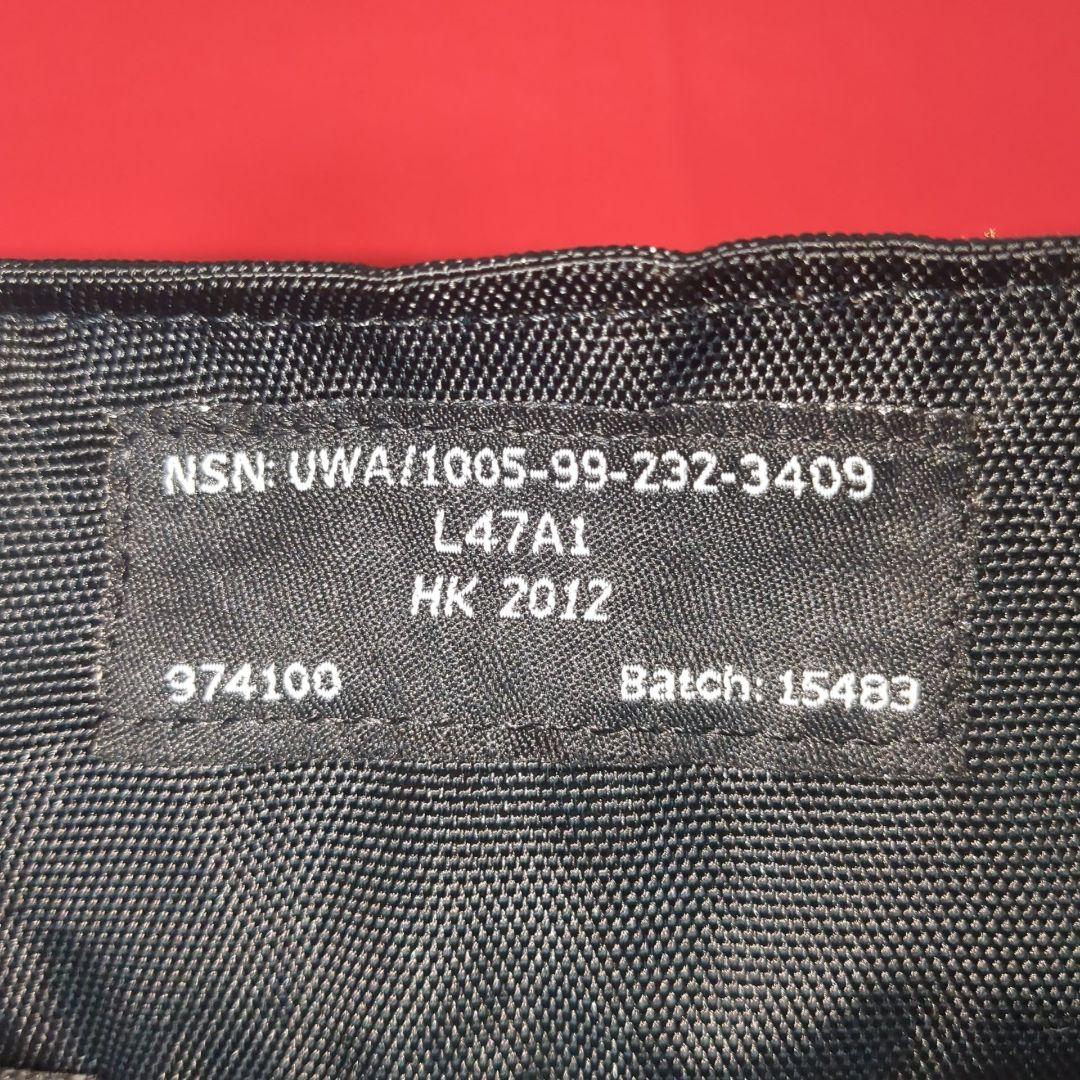 NSN: UWA/1005-99-232-3409
L47A1
HK 2012
974100 Batch: 15483